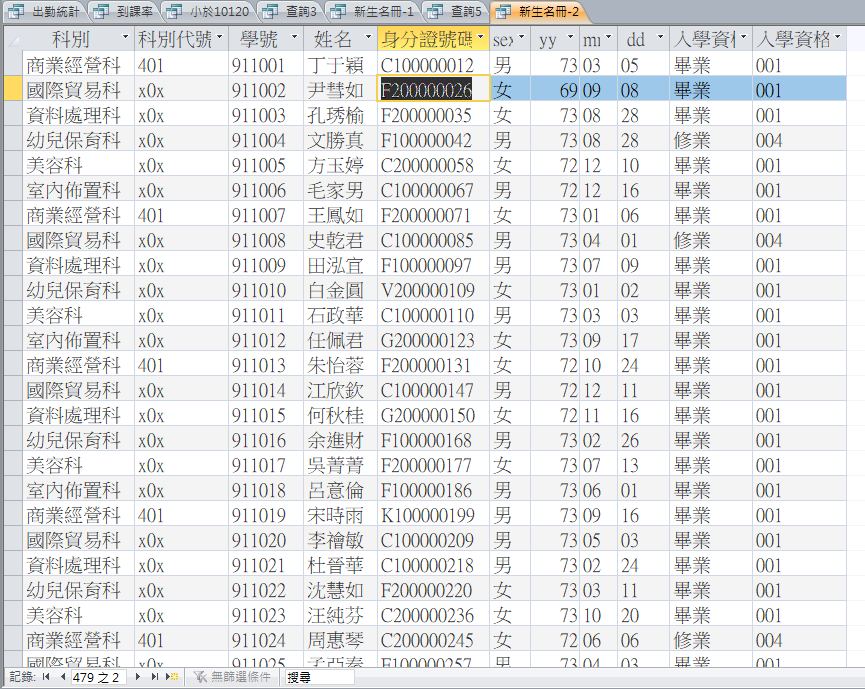 出勤統計 到課率 小於10120 查詢3 新生名冊-1 查詢5 新生名冊-2
科別 科別代號 學號 姓名 身分證號碼 sex yy mm dd 入學資格 入學資格
商業經營科 401 911001 丁于穎 C100000012 男 73 03 05 畢業 001
國際貿易科 x0x 911002 尹彗如 F200000026 女 69 09 08 畢業 001
資料處理科 x0x 911003 孔琇榆 F200000035 女 73 08 28 畢業 001
幼兒保育科 x0x 911004 文勝真 F100000042 男 73 08 28 修業 004
美容科 x0x 911005 方玉婷 C200000058 女 72 12 10 畢業 001
室內佈置科 x0x 911006 毛家男 C100000067 男 72 12 16 畢業 001
商業經營科 401 911007 王鳳如 F200000071 女 73 01 06 畢業 001
國際貿易科 x0x 911008 史乾君 C100000085 男 73 04 01 修業 004
資料處理科 x0x 911009 田泓宜 F100000097 男 73 07 09 畢業 001
幼兒保育科 x0x 911010 白金圓 V200000109 女 73 01 02 畢業 001
美容科 x0x 911011 石政華 C100000110 男 73 03 03 畢業 001
室內佈置科 x0x 911012 任佩君 G200000123 女 73 09 17 畢業 001
商業經營科 401 911013 朱怡蓉 F200000131 女 72 10 24 畢業 001
國際貿易科 x0x 911014 江欣欽 C100000147 男 72 12 11 畢業 001
資料處理科 x0x 911015 何秋桂 G200000150 女 72 11 16 畢業 001
幼兒保育科 x0x 911016 余進財 F100000168 男 73 02 26 畢業 001
美容科 x0x 911017 吳菁菁 F200000177 女 73 07 13 畢業 001
室內佈置科 x0x 911018 呂意倫 F100000186 男 73 06 01 畢業 001
商業經營科 401 911019 宋時雨 K100000199 男 73 09 16 畢業 001
國際貿易科 x0x 911020 李禬敏 C100000209 男 73 05 03 畢業 001
資料處理科 x0x 911021 杜晉華 C100000218 男 73 02 24 畢業 001
幼兒保育科 x0x 911022 沈慧如 F200000220 女 73 03 11 畢業 001
美容科 x0x 911023 汪純芬 C200000236 女 73 10 20 畢業 001
商業經營科 401 911024 周惠琴 C200000245 女 72 06 06 修業 004
國際貿易科 x0x 911025 孟亞泰 F100000257 男 73 04 03 畢業 001
記錄: 479 之 2 無篩選條件 搜尋